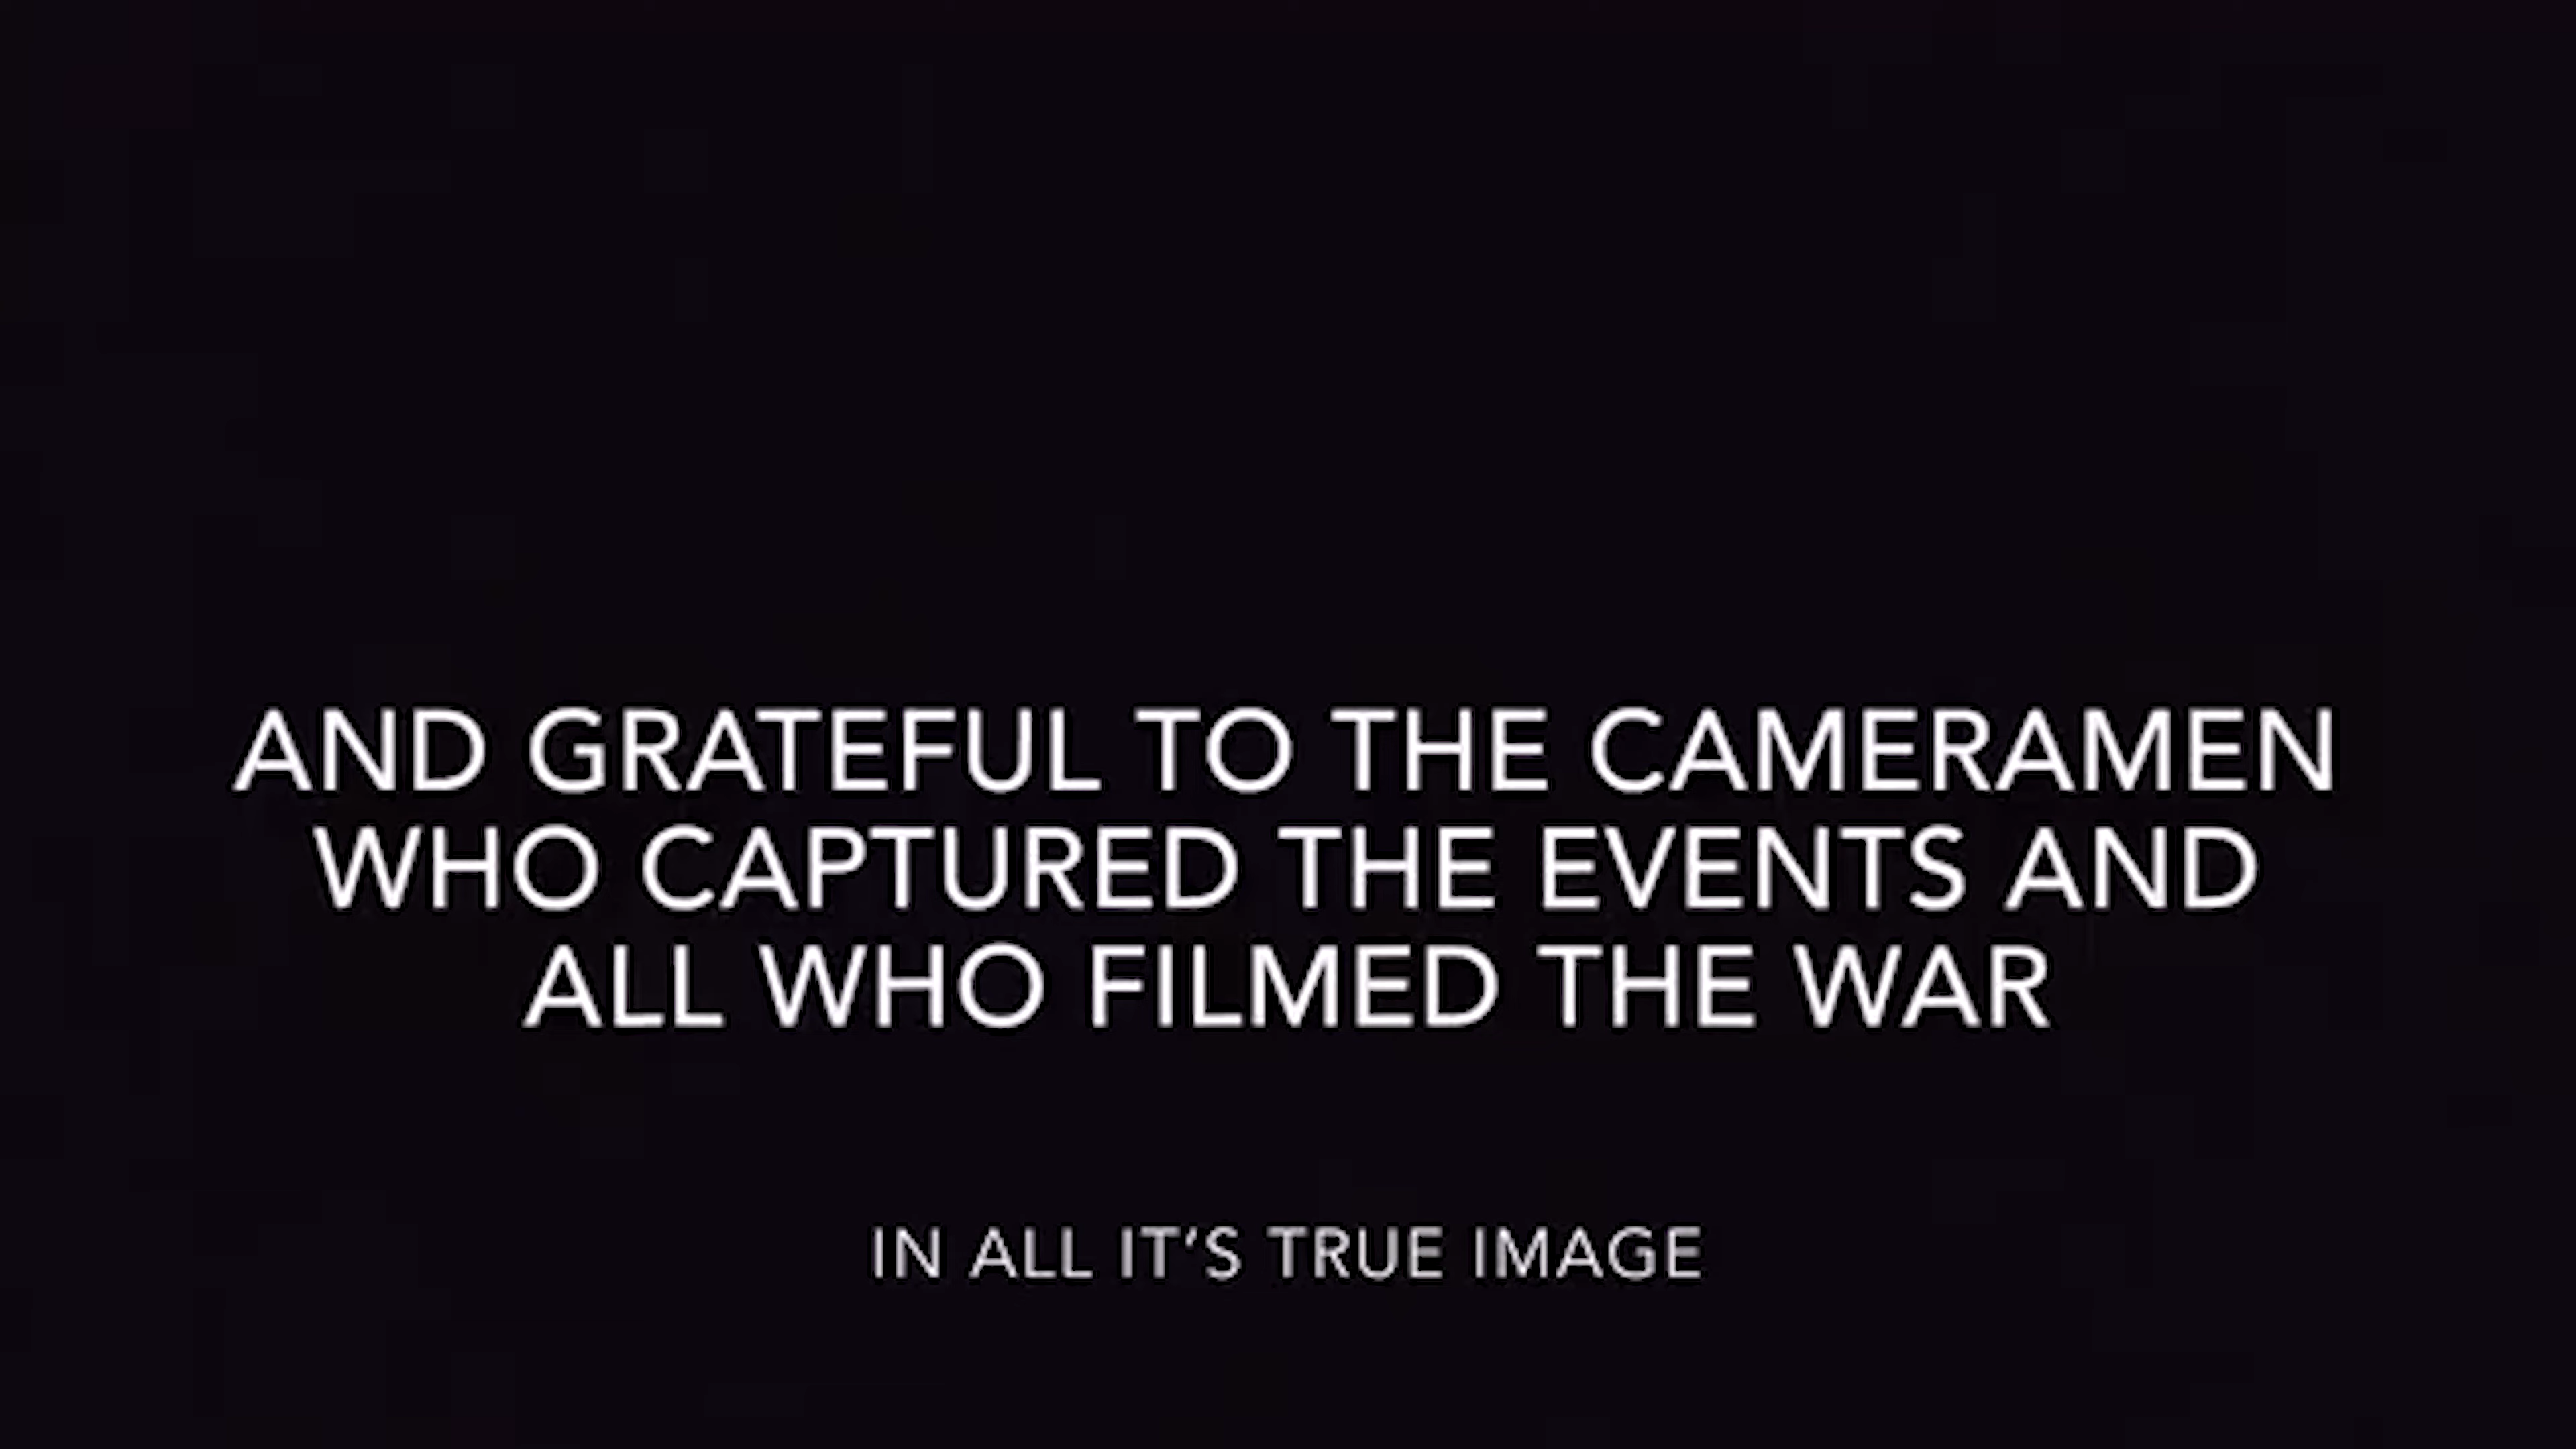 AND GRATEFUL TO THE CAMERAMEN
WHO CAPTURED THE EVENTS AND
ALL WHO FILMED THE WAR
IN ALL IT’S TRUE IMAGE